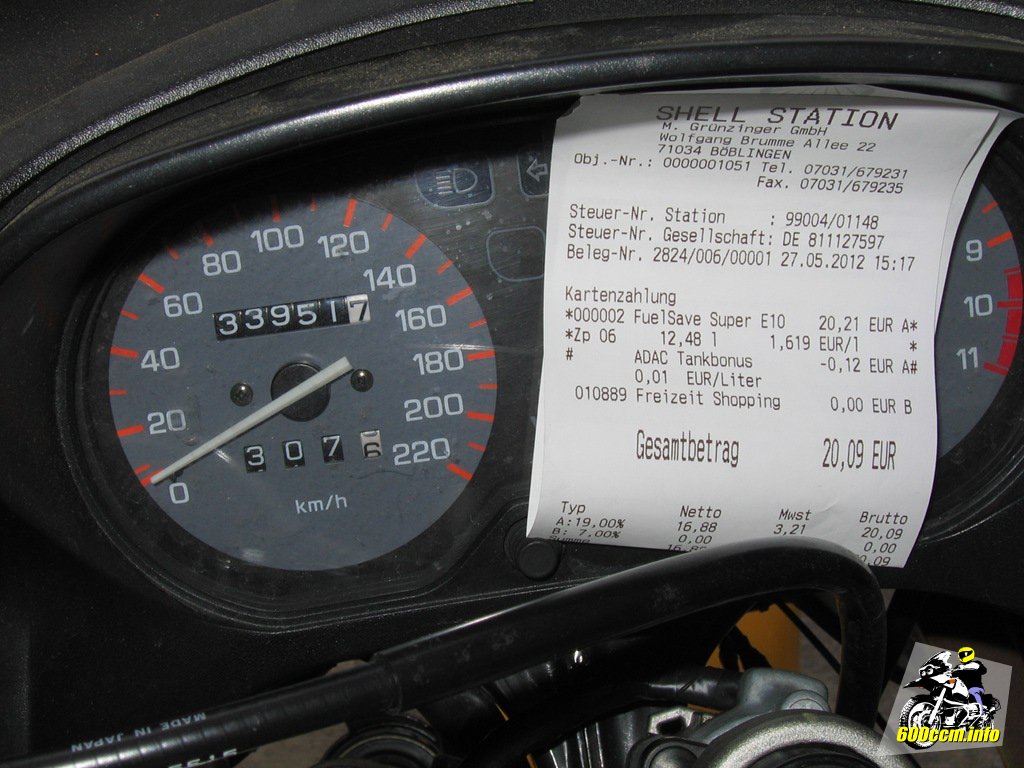 SHELL STATION
M. Grünzinger GmbH
Wolfgang Brumme Allee 22
71034 BÖBLINGEN
Obj.-Nr.: 0000001051 Tel. 07031/679231
Fax. 07031/679235
Steuer-Nr. Station : 99004/01148
Steuer-Nr. Gesellschaft: DE 811127597
Beleg-Nr. 2824/006/00001 27.05.2012 15:17
Kartenzahlung
*000002 FuelSave Super E10 20,21 EUR A*
*Zp 06 12,48 l 1,619 EUR/l *
# ADAC Tankbonus -0,12 EUR A#
0,01 EUR/Liter
010889 Freizeit Shopping 0,00 EUR B
Gesamtbetrag 20,09 EUR
Typ Netto Mwst Brutto
A:19.00% 16.88 3,21 20,09
B: 7.00% 0.00 0.00
0
20
40
60
80
100
120
140
160
180
200
220
339517
3076
km/h
9
10
11
MADE IN JAPAN
600ccm.info